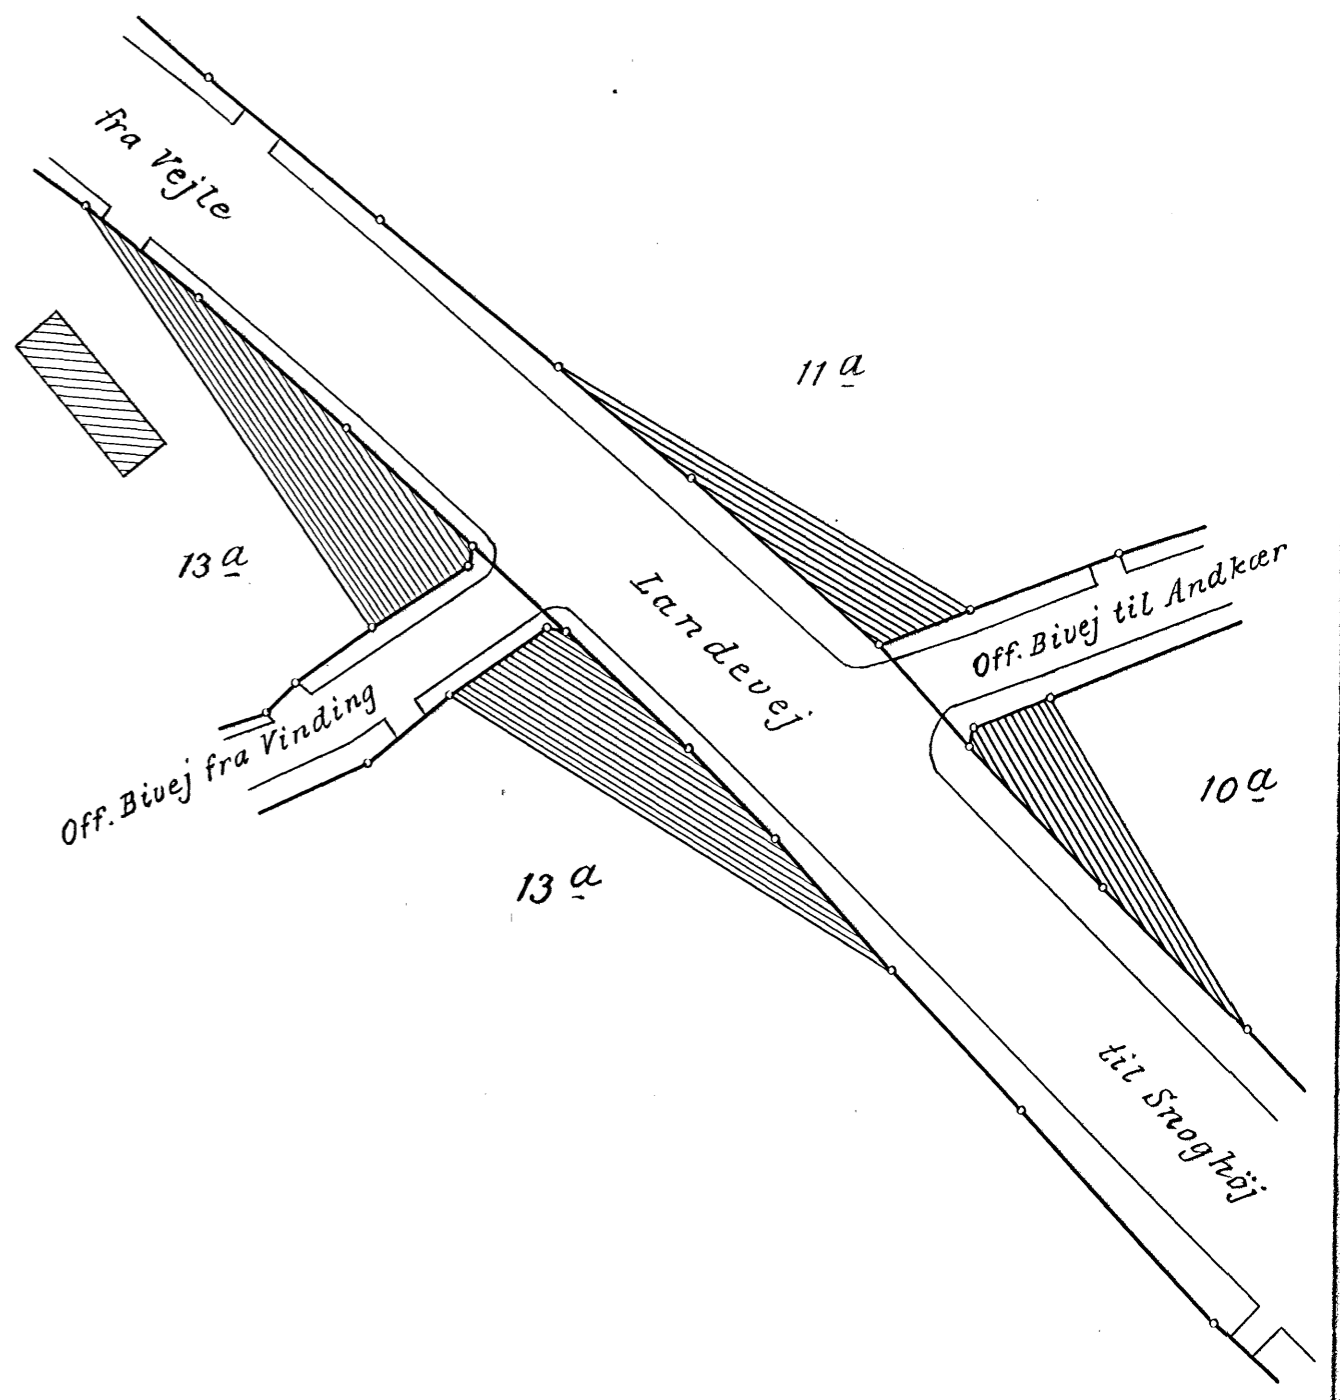 fra Vejle
11 a
13 a
Landevej
Off. Bivej til Andkær
Off. Bivej fra Vinding
10 a
13 a
til Snoghöj